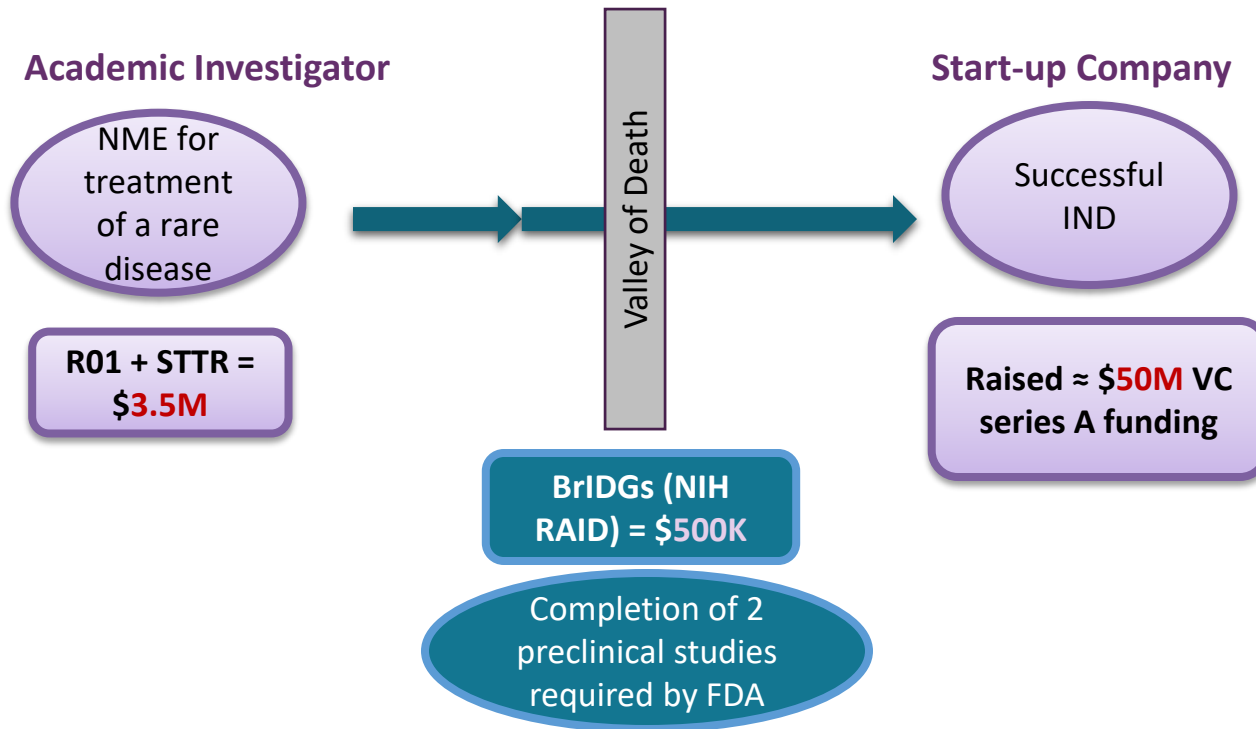 Academic Investigator
NME for
treatment
of a rare
disease
R01 + STTR =
$3.5M
Valley of Death
BrIDGs (NIH
RAID) = $500K
Completion of 2
preclinical studies
required by FDA
Start-up Company
Successful
IND
Raised ≈ $50M VC
series A funding